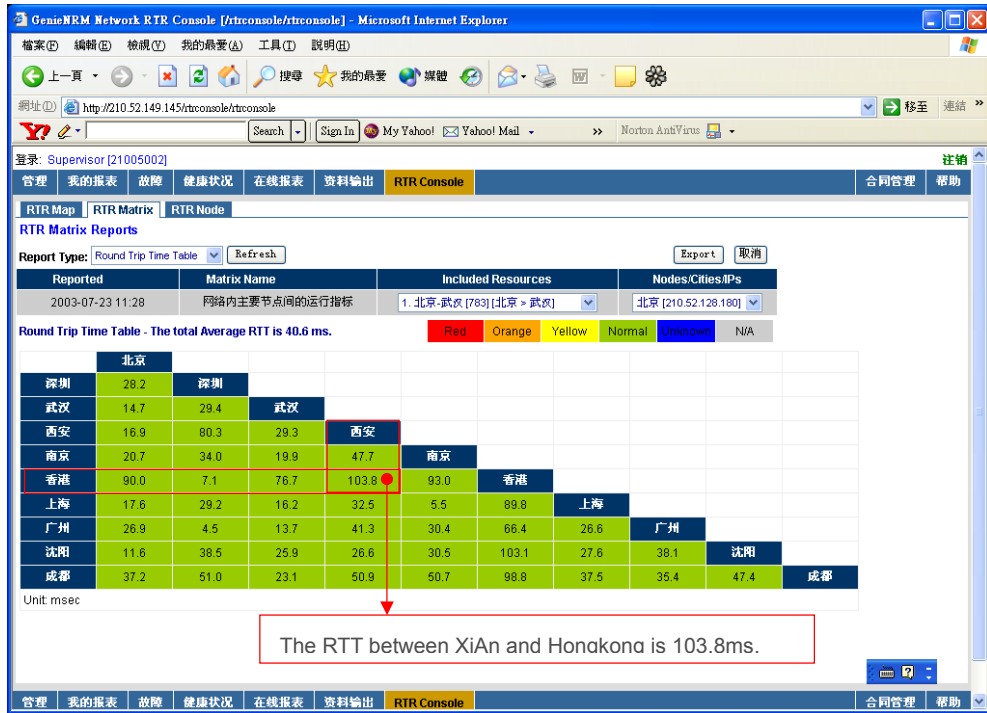 GenieNRM Network RTR Console [/rtrconsole/rtrconsole] - Microsoft Internet Explorer
檔案(F) 編輯(E) 檢視(V) 我的最愛(A) 工具(T) 說明(H)
上一頁 搜尋 我的最愛 媒體
網址(D) http://210.52.149.145/rtrconsole/rtrconsole 移至 連結 »
Y! Search Sign In My Yahoo! Yahoo! Mail » Norton AntiVirus
登录: Supervisor [21005002] 注销
管理 我的报表 故障 健康状况 在线报表 资料输出 RTR Console 合同管理 帮助
RTR Map RTR Matrix RTR Node
RTR Matrix Reports
Report Type: Round Trip Time Table Refresh Export 取消
Reported Matrix Name Included Resources Nodes/Cities/IPs
2003-07-23 11:28 网络内主要节点间的运行指标 1. 北京-武汉 [783] [北京 > 武汉] 北京 [210.52.128.180]
Round Trip Time Table - The total Average RTT is 40.6 ms. Red Orange Yellow Normal Unknown N/A
北京
深圳 28.2 深圳
武汉 14.7 29.4 武汉
西安 16.9 80.3 29.3 西安
南京 20.7 34.0 19.9 47.7 南京
香港 90.0 7.1 76.7 103.8 93.0 香港
上海 17.6 29.2 16.2 32.5 5.5 89.8 上海
广州 26.9 4.5 13.7 41.3 30.4 66.4 26.6 广州
沈阳 11.6 38.5 25.9 26.6 30.5 103.1 27.6 38.1 沈阳
成都 37.2 51.0 23.1 50.9 50.7 98.8 37.5 35.4 47.4 成都
Unit: msec
The RTT between XiAn and Hongkong is 103.8ms.
管理 我的报表 故障 健康状况 在线报表 资料输出 RTR Console 合同管理 帮助